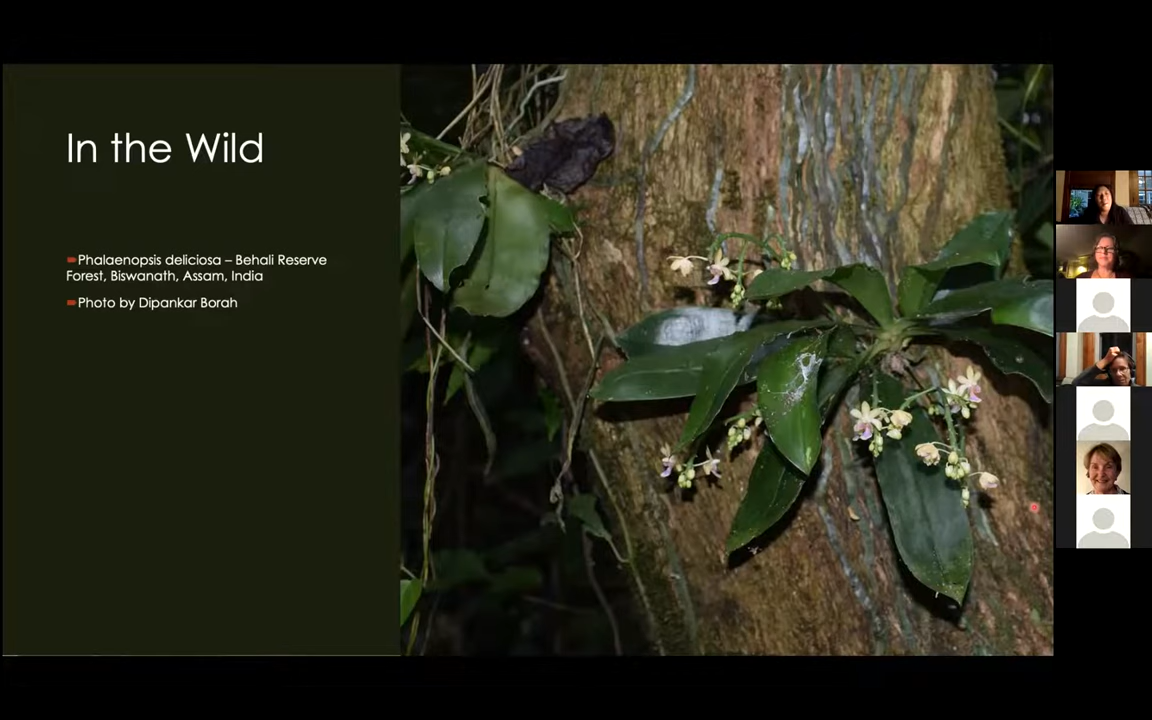 In the Wild
Phalaenopsis deliciosa – Behali Reserve
Forest, Biswanath, Assam, India
Photo by Dipankar Borah